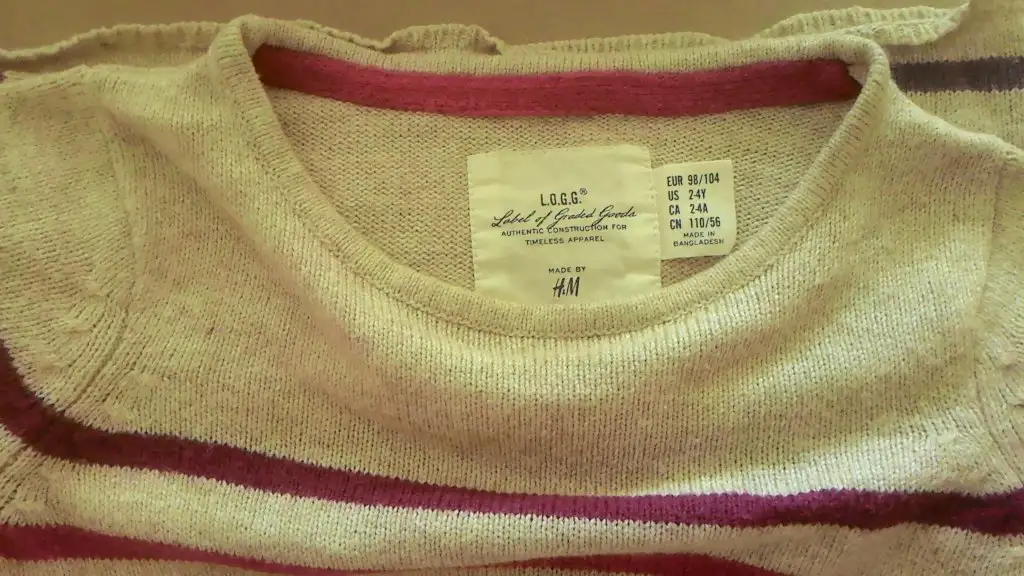 L.O.G.G.®
Label of Graded Goods
AUTHENTIC CONSTRUCTION FOR
TIMELESS APPAREL
MADE BY
H&M
EUR 98/104
US 2-4Y
CA 2-4A
CN 110/56
MADE IN
BANGLADESH